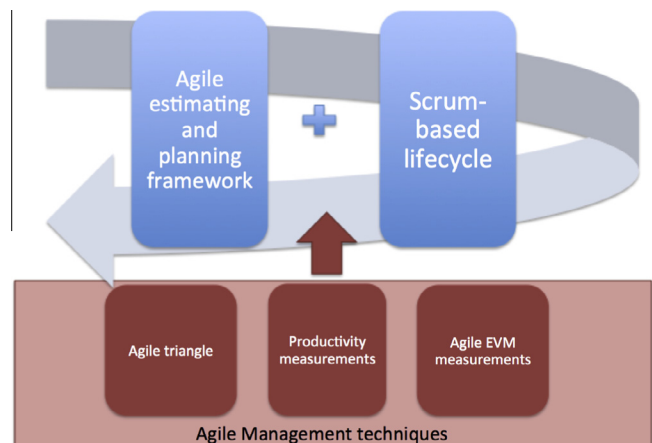 Agile
estimating
and
planning
framework
Scrum-
based
lifecycle
Agile triangle
Productivity
measurements
Agile EVM
measurements
Agile Management techniques